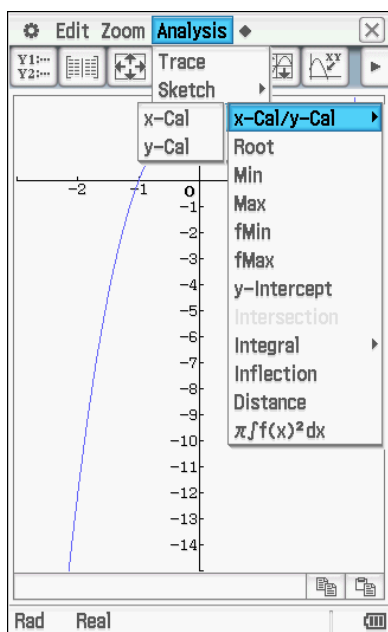 Edit Zoom Analysis ◆
Y1:···
Y2:···
XY
Trace
Sketch
x-Cal
y-Cal
x-Cal/y-Cal
Root
Min
Max
fMin
fMax
y-Intercept
Intersection
Integral
Inflection
Distance
π∫f(x)²dx
-2 -1 O
-1
-2
-3
-4
-5
-6
-7
-8
-9
-10
-11
-12
-13
-14
Rad Real